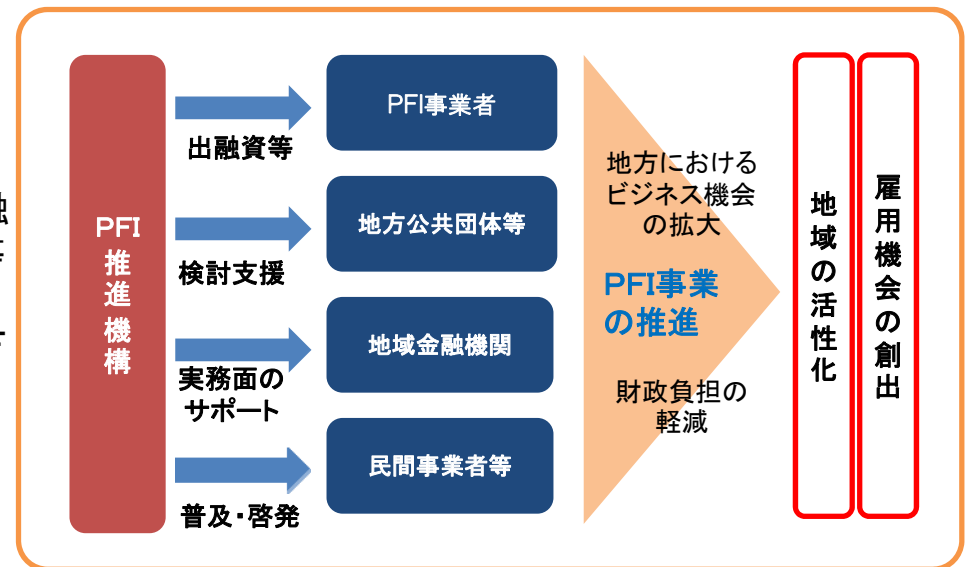 PFI
推
進
機
構
出融資等
検討支援
実務面の
サポート
普及・啓発
PFI事業者
地方公共団体等
地域金融機関
民間事業者等
地方における
ビジネス機会
の拡大
PFI事業
の推進
財政負担の
軽減
地域の活性化
雇用機会の創出